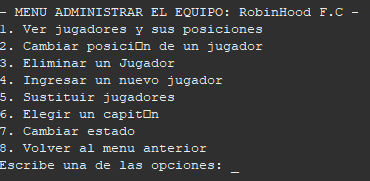 - MENU ADMINISTRAR EL EQUIPO: RobinHood F.C -
1. Ver jugadores y sus posiciones
2. Cambiar posici□n de un jugador
3. Eliminar un Jugador
4. Ingresar un nuevo jugador
5. Sustituir jugadores
6. Elegir un capit□n
7. Cambiar estado
8. Volver al menu anterior
Escribe una de las opciones: _